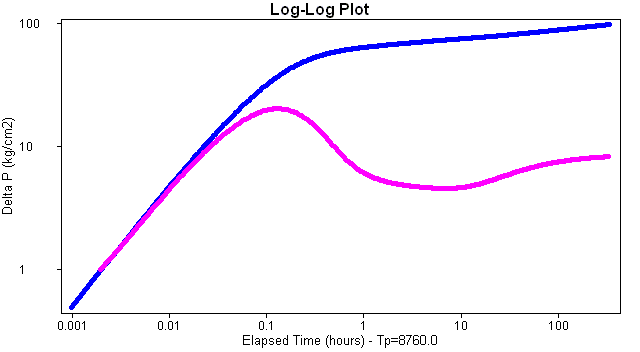 Log-Log Plot
100
10
1
Delta P (kg/cm2)
0.001 0.01 0.1 1 10 100
Elapsed Time (hours) - Tp=8760.0